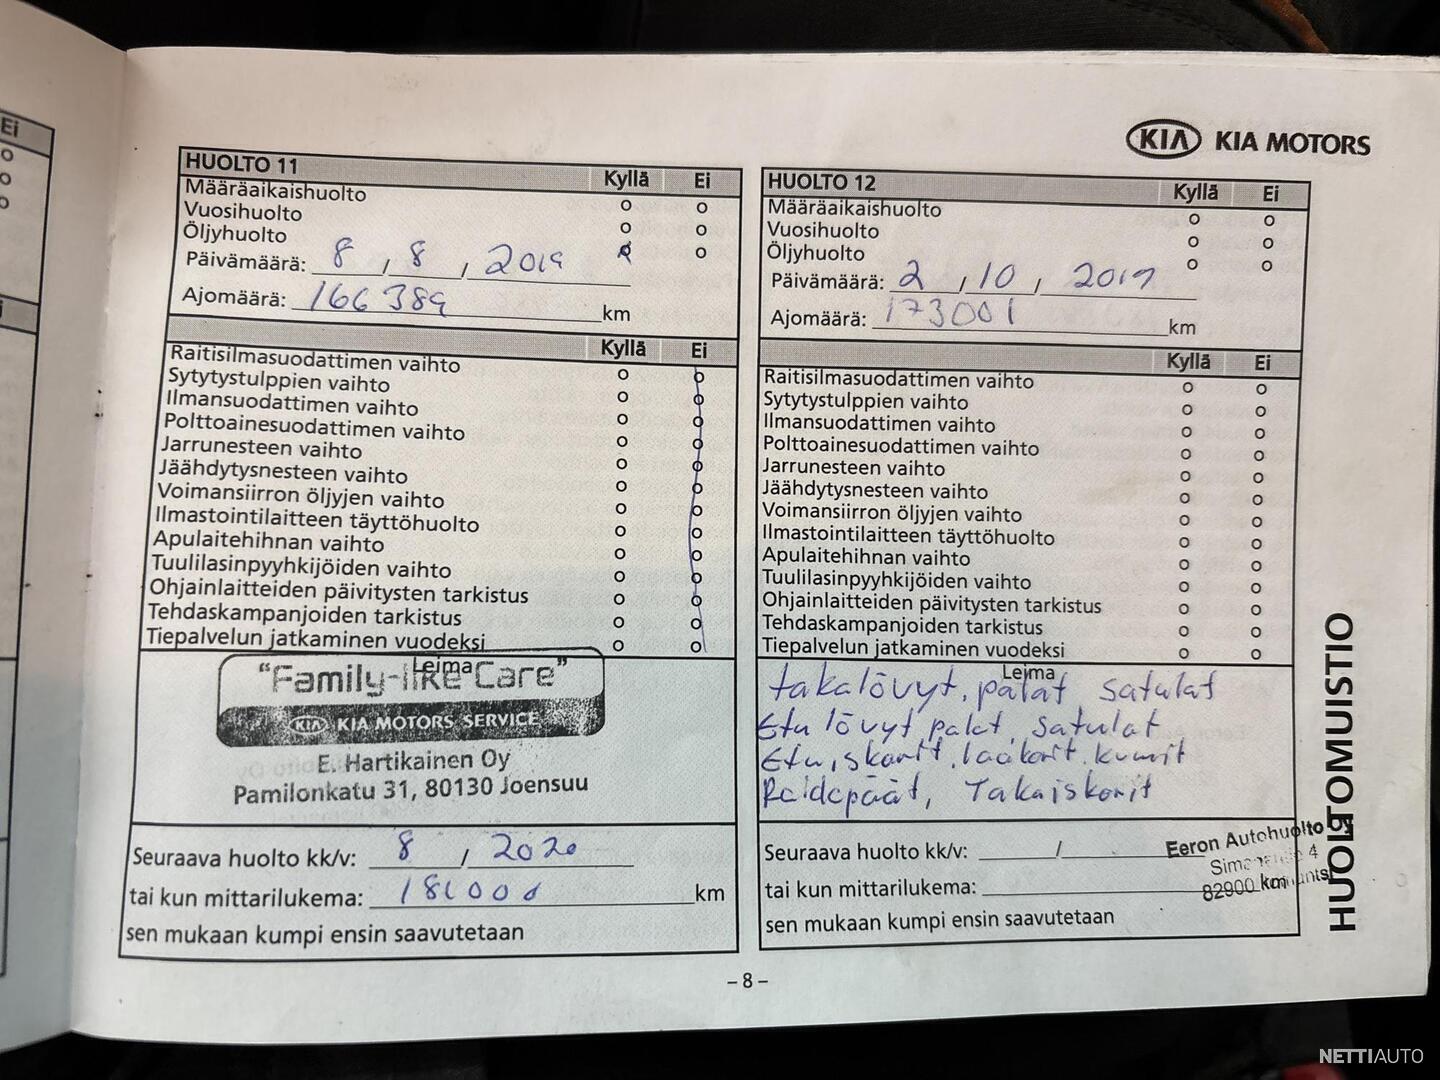 Ei
KIA KIA MOTORS
HUOLTO 11
Kyllä Ei
Määräaikaishuolto
Vuosihuolto
Öljyhuolto
Päivämäärä: 8 , 8 , 2019
Ajomäärä: 166389 km
Kyllä Ei
Raitisilmasuodattimen vaihto
Sytytystulppien vaihto
Ilmansuodattimen vaihto
Polttoainesuodattimen vaihto
Jarrunesteen vaihto
Jäähdytysnesteen vaihto
Voimansiirron öljyjen vaihto
Ilmastointilaitteen täyttöhuolto
Apulaitehihnan vaihto
Tuulilasinpyyhkijöiden vaihto
Ohjainlaitteiden päivitysten tarkistus
Tehdaskampanjoiden tarkistus
Tiepalvelun jatkaminen vuodeksi
Leima
"Family-like Care"
KIA KIA MOTORS SERVICE
E. Hartikainen Oy
Pamilonkatu 31, 80130 Joensuu
Seuraava huolto kk/v: 8 / 2020
tai kun mittarilukema: km
sen mukaan kumpi ensin saavutetaan
HUOLTO 12
Kyllä Ei
Määräaikaishuolto
Vuosihuolto
Öljyhuolto
Päivämäärä: 2 , 10 ,
Ajomäärä: 173001 km
Kyllä Ei
Raitisilmasuodattimen vaihto
Sytytystulppien vaihto
Ilmansuodattimen vaihto
Polttoainesuodattimen vaihto
Jarrunesteen vaihto
Jäähdytysnesteen vaihto
Voimansiirron öljyjen vaihto
Ilmastointilaitteen täyttöhuolto
Apulaitehihnan vaihto
Tuulilasinpyyhkijöiden vaihto
Ohjainlaitteiden päivitysten tarkistus
Tehdaskampanjoiden tarkistus
Tiepalvelun jatkaminen vuodeksi
Leima
takalövyt, palat satulat
Etulövyt palat, satulat
Etuiskarit, laakerit, kumit
Raidepäät, Takaiskarit
Seuraava huolto kk/v: /
Eeron Autohuolto Oy
4
82900
tai kun mittarilukema: km
sen mukaan kumpi ensin saavutetaan
HUOLTOMUISTIO
– 8 –
NETTIAUTO